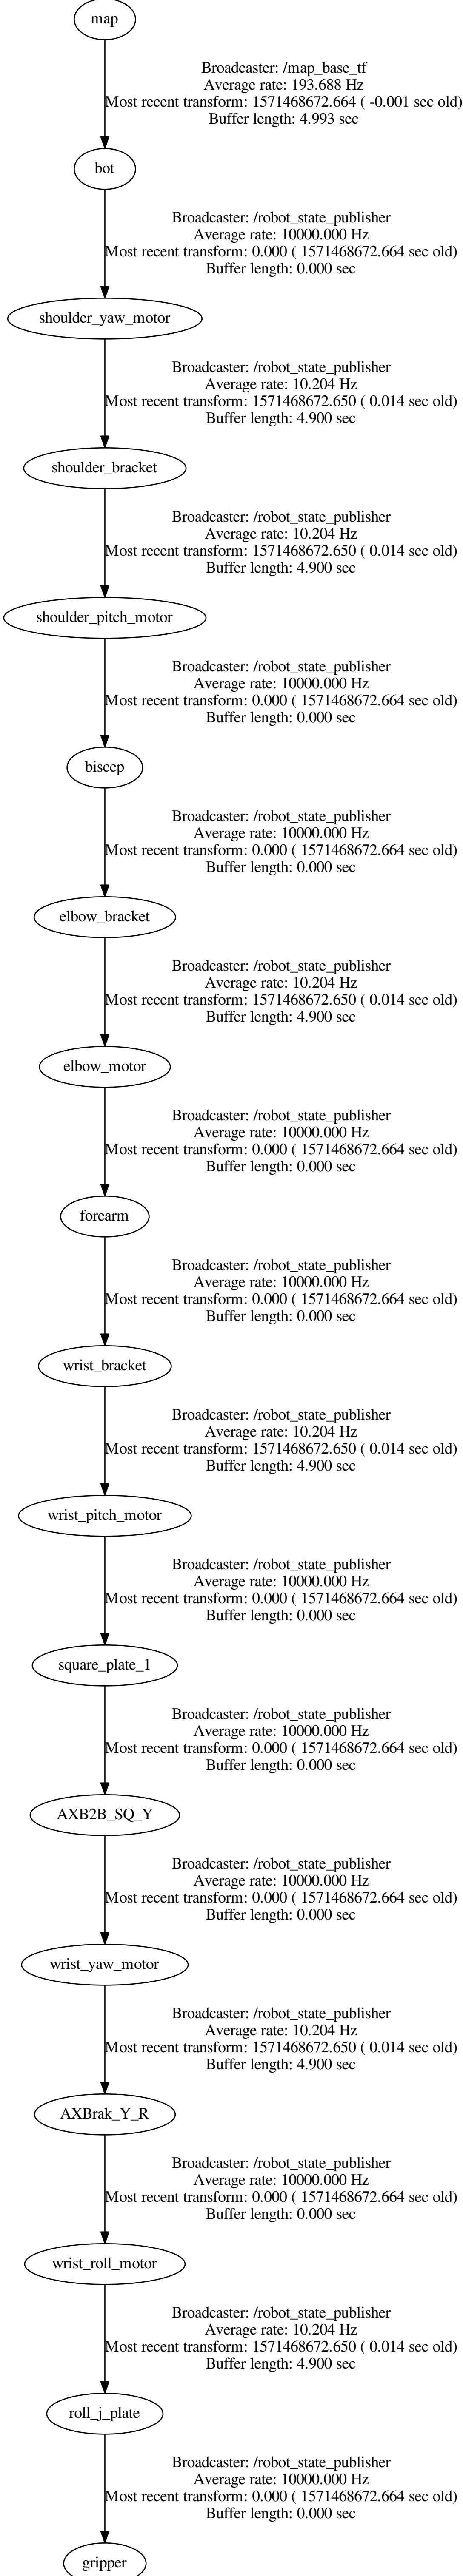 map
Broadcaster: /map_base_tf
Average rate: 193.688 Hz
Most recent transform: 1571468672.664 ( -0.001 sec old)
Buffer length: 4.993 sec
bot
Broadcaster: /robot_state_publisher
Average rate: 10000.000 Hz
Most recent transform: 0.000 ( 1571468672.664 sec old)
Buffer length: 0.000 sec
shoulder_yaw_motor
Broadcaster: /robot_state_publisher
Average rate: 10.204 Hz
Most recent transform: 1571468672.650 ( 0.014 sec old)
Buffer length: 4.900 sec
shoulder_bracket
Broadcaster: /robot_state_publisher
Average rate: 10.204 Hz
Most recent transform: 1571468672.650 ( 0.014 sec old)
Buffer length: 4.900 sec
shoulder_pitch_motor
Broadcaster: /robot_state_publisher
Average rate: 10000.000 Hz
Most recent transform: 0.000 ( 1571468672.664 sec old)
Buffer length: 0.000 sec
biscep
Broadcaster: /robot_state_publisher
Average rate: 10000.000 Hz
Most recent transform: 0.000 ( 1571468672.664 sec old)
Buffer length: 0.000 sec
elbow_bracket
Broadcaster: /robot_state_publisher
Average rate: 10.204 Hz
Most recent transform: 1571468672.650 ( 0.014 sec old)
Buffer length: 4.900 sec
elbow_motor
Broadcaster: /robot_state_publisher
Average rate: 10000.000 Hz
Most recent transform: 0.000 ( 1571468672.664 sec old)
Buffer length: 0.000 sec
forearm
Broadcaster: /robot_state_publisher
Average rate: 10000.000 Hz
Most recent transform: 0.000 ( 1571468672.664 sec old)
Buffer length: 0.000 sec
wrist_bracket
Broadcaster: /robot_state_publisher
Average rate: 10.204 Hz
Most recent transform: 1571468672.650 ( 0.014 sec old)
Buffer length: 4.900 sec
wrist_pitch_motor
Broadcaster: /robot_state_publisher
Average rate: 10000.000 Hz
Most recent transform: 0.000 ( 1571468672.664 sec old)
Buffer length: 0.000 sec
square_plate_1
Broadcaster: /robot_state_publisher
Average rate: 10000.000 Hz
Most recent transform: 0.000 ( 1571468672.664 sec old)
Buffer length: 0.000 sec
AXB2B_SQ_Y
Broadcaster: /robot_state_publisher
Average rate: 10000.000 Hz
Most recent transform: 0.000 ( 1571468672.664 sec old)
Buffer length: 0.000 sec
wrist_yaw_motor
Broadcaster: /robot_state_publisher
Average rate: 10.204 Hz
Most recent transform: 1571468672.650 ( 0.014 sec old)
Buffer length: 4.900 sec
AXBrak_Y_R
Broadcaster: /robot_state_publisher
Average rate: 10000.000 Hz
Most recent transform: 0.000 ( 1571468672.664 sec old)
Buffer length: 0.000 sec
wrist_roll_motor
Broadcaster: /robot_state_publisher
Average rate: 10.204 Hz
Most recent transform: 1571468672.650 ( 0.014 sec old)
Buffer length: 4.900 sec
roll_j_plate
Broadcaster: /robot_state_publisher
Average rate: 10000.000 Hz
Most recent transform: 0.000 ( 1571468672.664 sec old)
Buffer length: 0.000 sec
gripper